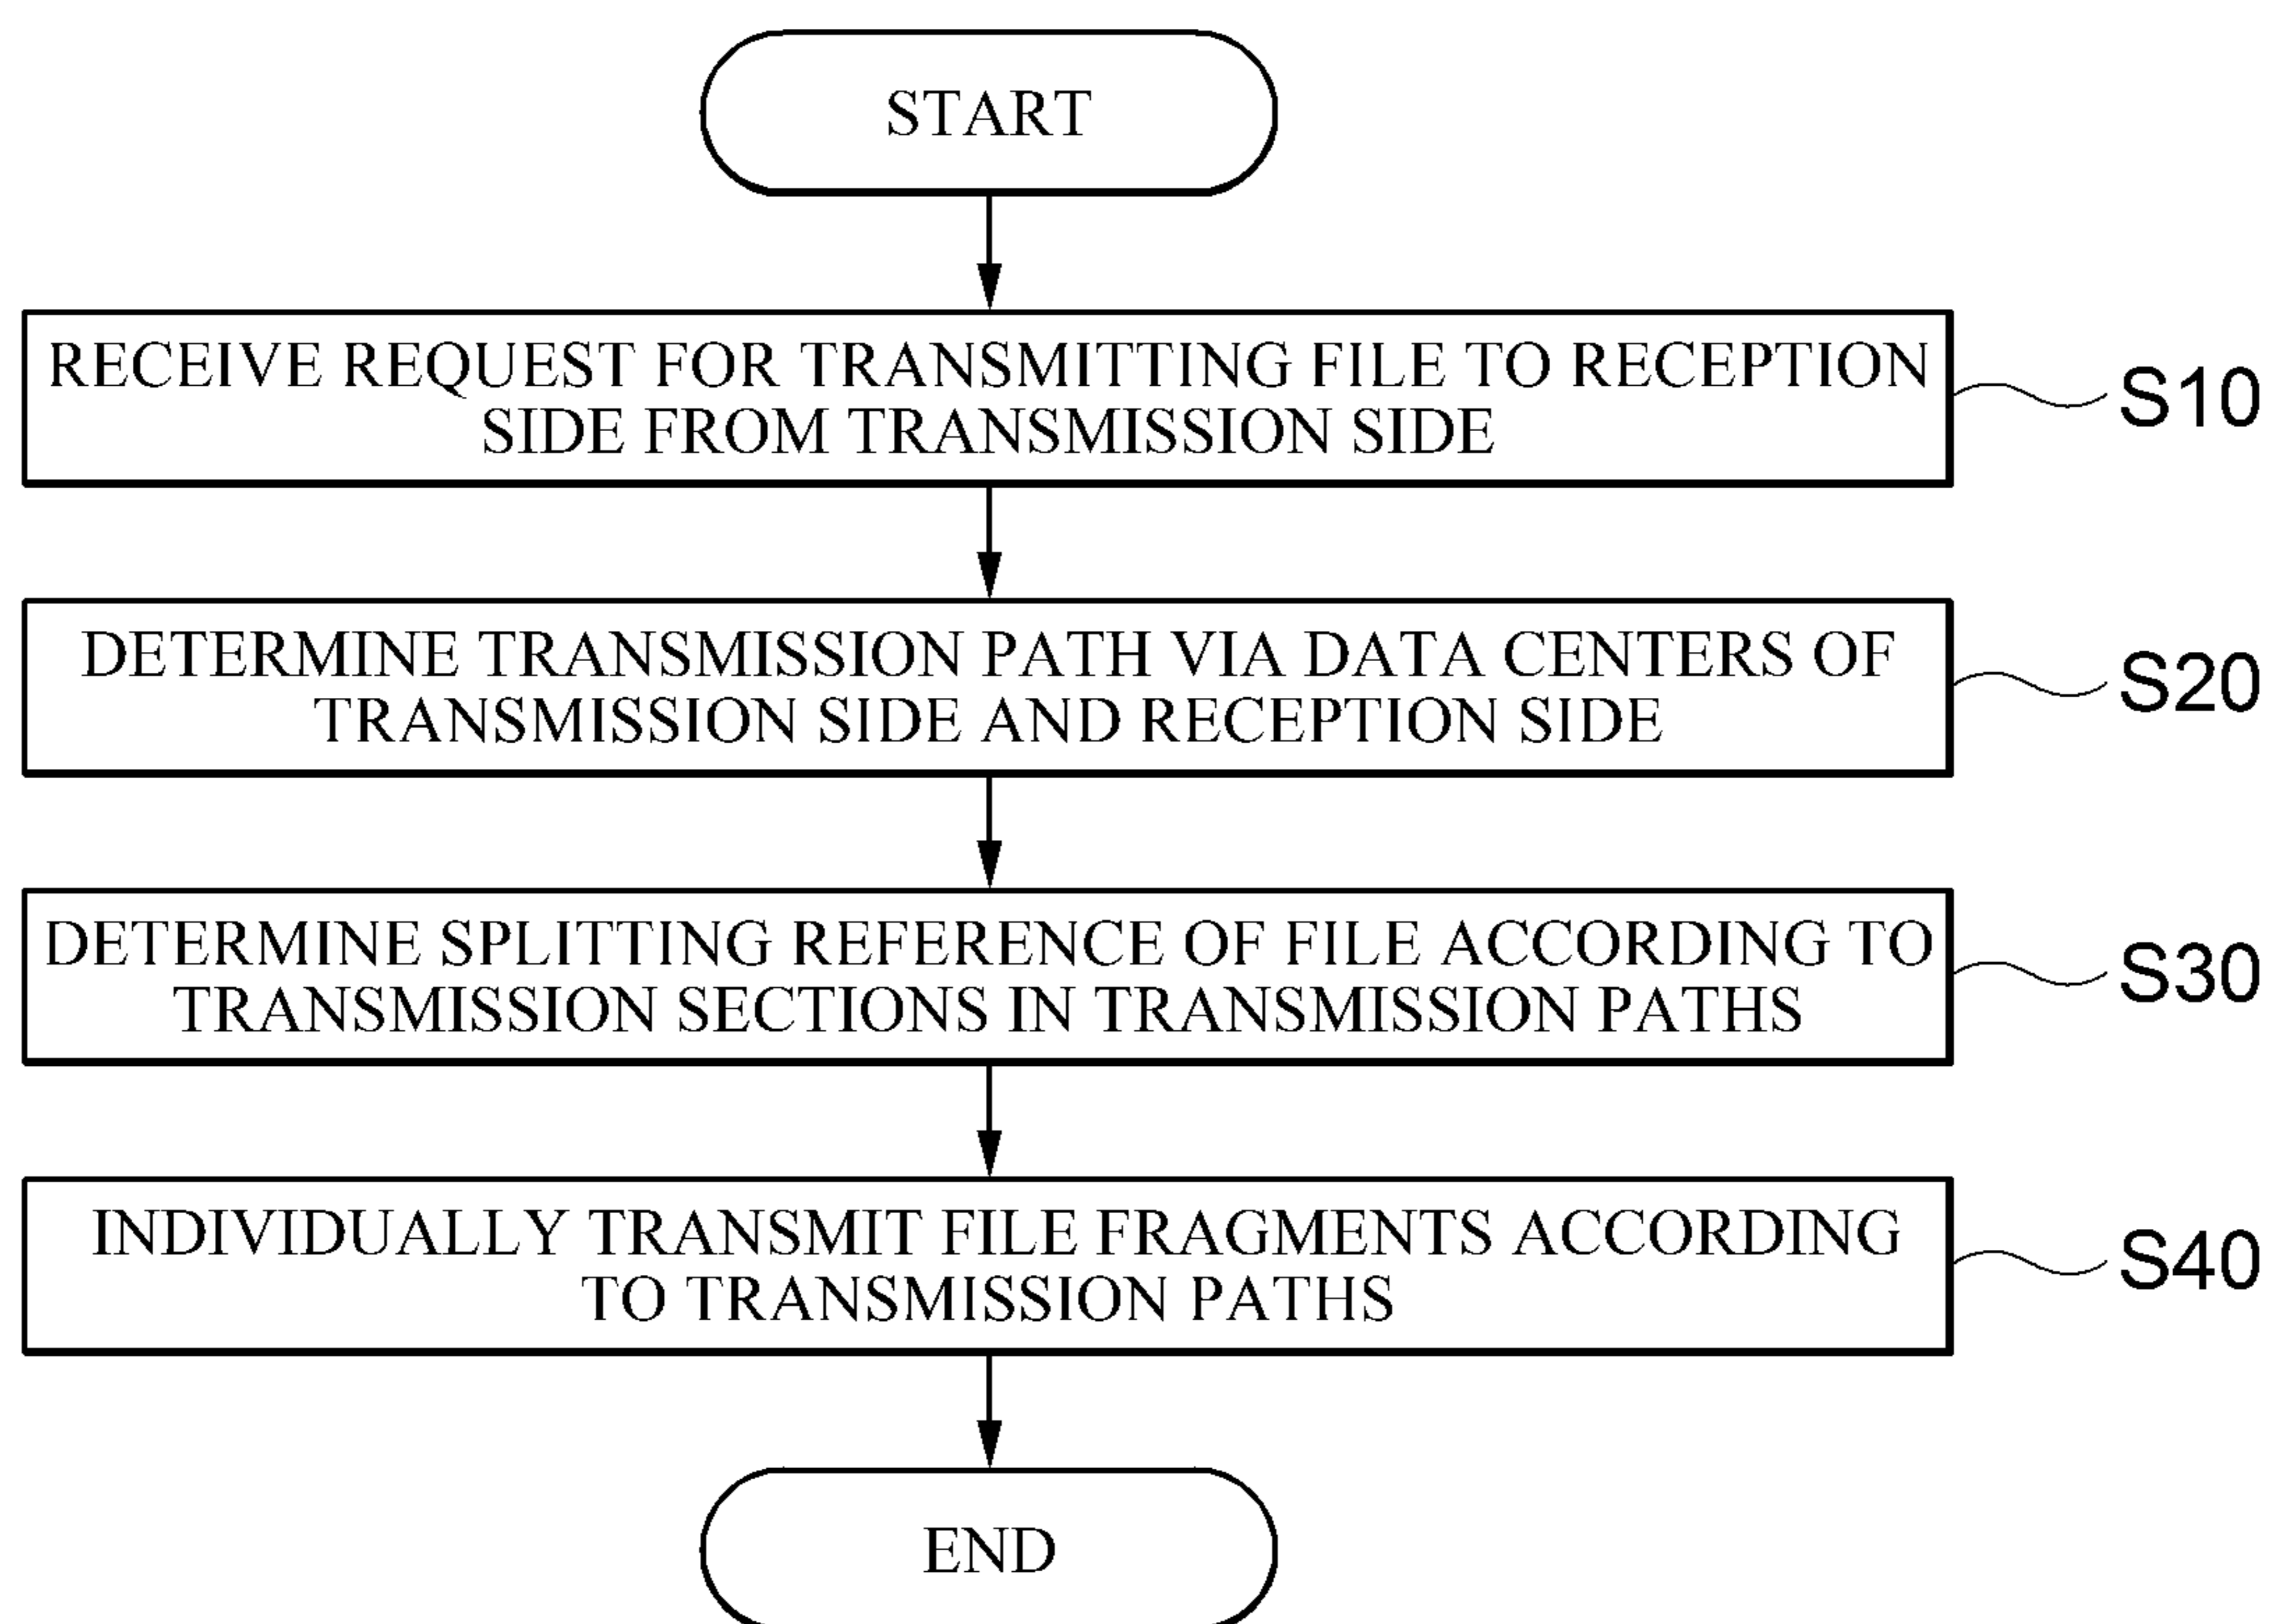 START
RECEIVE REQUEST FOR TRANSMITTING FILE TO RECEPTION
SIDE FROM TRANSMISSION SIDE
S10
DETERMINE TRANSMISSION PATH VIA DATA CENTERS OF
TRANSMISSION SIDE AND RECEPTION SIDE
S20
DETERMINE SPLITTING REFERENCE OF FILE ACCORDING TO
TRANSMISSION SECTIONS IN TRANSMISSION PATHS
S30
INDIVIDUALLY TRANSMIT FILE FRAGMENTS ACCORDING
TO TRANSMISSION PATHS
S40
END